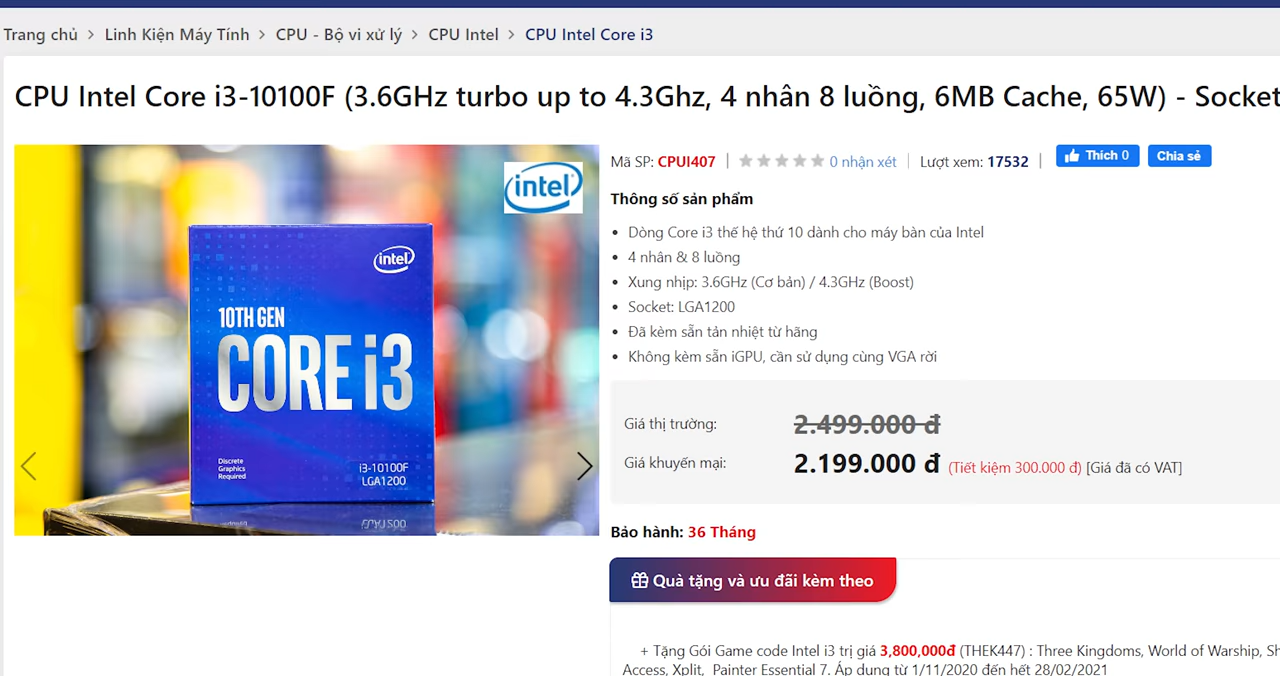 Trang chủ > Linh Kiện Máy Tính > CPU - Bộ vi xử lý > CPU Intel > CPU Intel Core i3
CPU Intel Core i3-10100F (3.6GHz turbo up to 4.3Ghz, 4 nhân 8 luồng, 6MB Cache, 65W) - Socket
intel
intel
10TH GEN
CORE i3
Discrete
Graphics
Required
i3-10100F
LGA1200
Mã SP: CPUI407 | 0 nhận xét | Lượt xem: 17532 | Thích 0 Chia sẻ
Thông số sản phẩm
• Dòng Core i3 thế hệ thứ 10 dành cho máy bàn của Intel
• 4 nhân & 8 luồng
• Xung nhịp: 3.6GHz (Cơ bản) / 4.3GHz (Boost)
• Socket: LGA1200
• Đã kèm sẵn tản nhiệt từ hãng
• Không kèm sẵn iGPU, cần sử dụng cùng VGA rời
Giá thị trường: 2.499.000 đ
Giá khuyến mại: 2.199.000 đ (Tiết kiệm 300.000 đ) [Giá đã có VAT]
Bảo hành: 36 Tháng
Quà tặng và ưu đãi kèm theo
+ Tặng Gói Game code Intel i3 trị giá 3,800,000đ (THEK447) : Three Kingdoms, World of Warship, Sh
Access, Xplit, Painter Essential 7. Áp dụng từ 1/11/2020 đến hết 28/02/2021